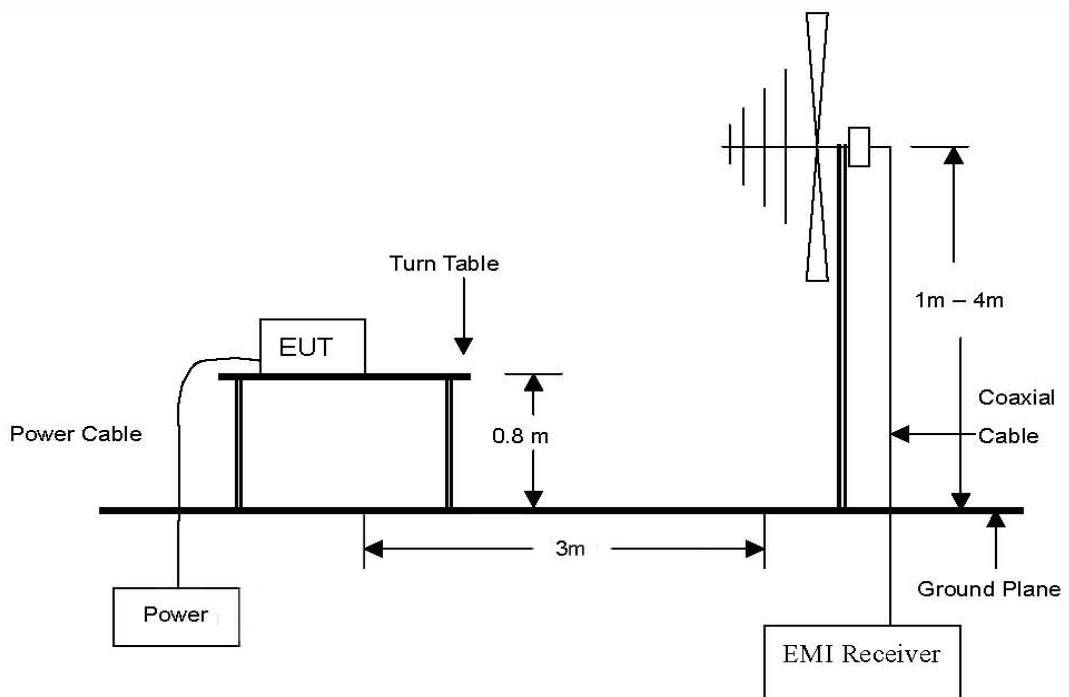 Turn Table
1m – 4m
EUT
Coaxial
Cable
0.8 m
Power Cable
3m
Ground Plane
Power
EMI Receiver